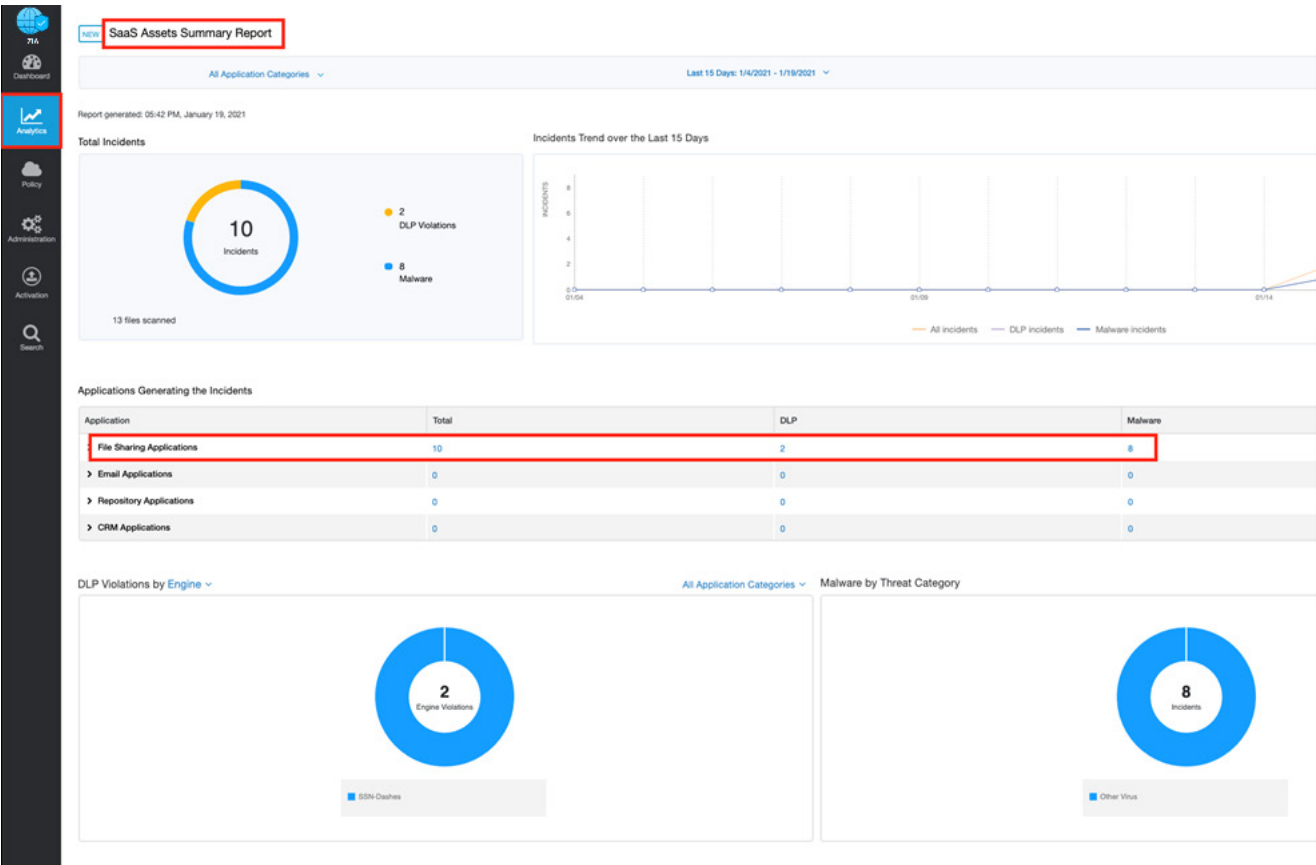 ZIA
Dashboard
Analytics
Policy
Administration
Activation
Search
NEW SaaS Assets Summary Report
All Application Categories
Last 15 Days: 1/4/2021 - 1/19/2021
Report generated: 05:42 PM, January 19, 2021
Total Incidents
10
Incidents
2
DLP Violations
8
Malware
13 files scanned
Incidents Trend over the Last 15 Days
INCIDENTS
8
6
4
2
0
01/04 01/09 01/14
All incidents DLP incidents Malware incidents
Applications Generating the Incidents
Application Total DLP Malware
File Sharing Applications 10 2 8
Email Applications 0 0 0
Repository Applications 0 0 0
CRM Applications 0 0 0
DLP Violations by Engine
All Application Categories
2
Engine Violations
SSN-Dashes
Malware by Threat Category
8
Incidents
Other Virus